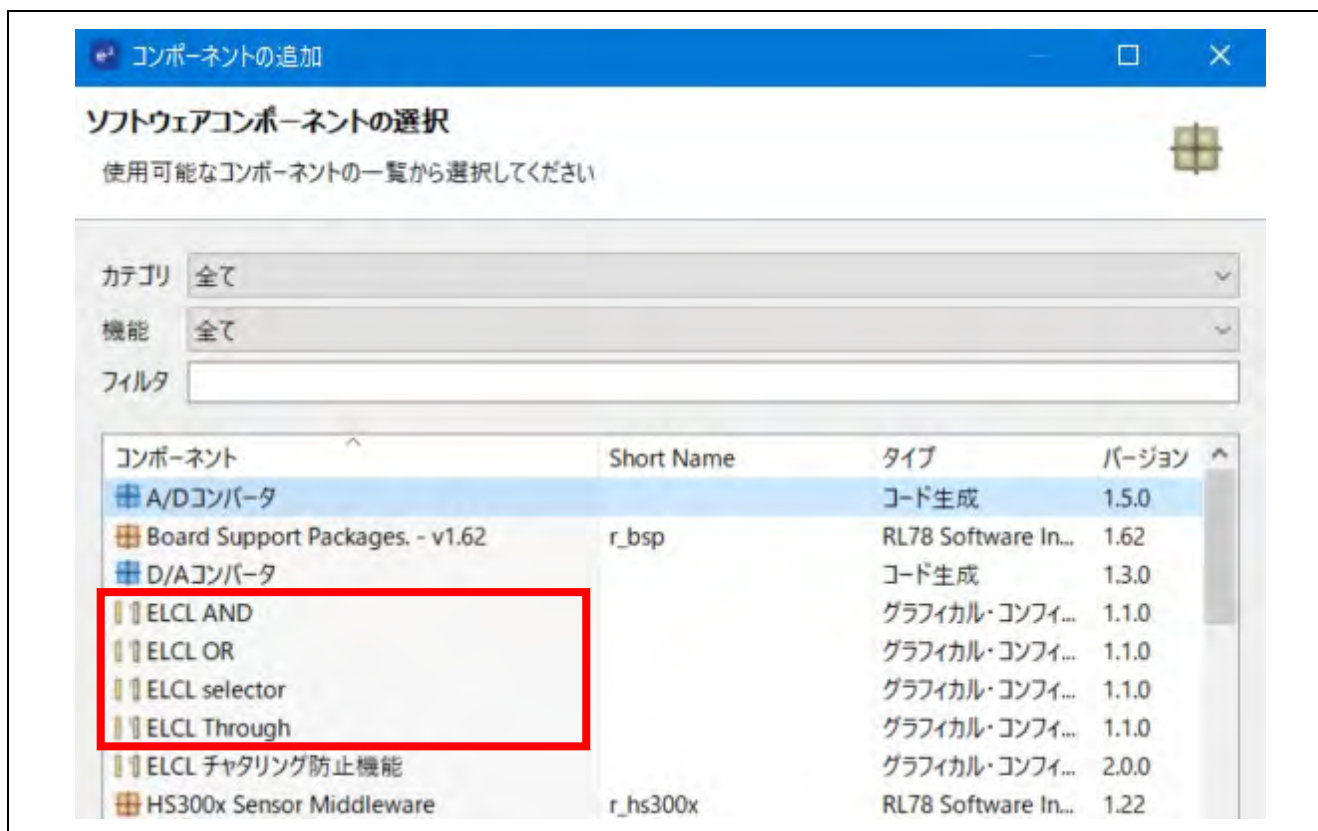 e² コンポーネントの追加
ソフトウェアコンポーネントの選択
使用可能なコンポーネントの一覧から選択してください
カテゴリ 全て
機能 全て
フィルタ
コンポーネント Short Name タイプ バージョン
A/Dコンバータ コード生成 1.5.0
Board Support Packages. - v1.62 r_bsp RL78 Software In... 1.62
D/Aコンバータ コード生成 1.3.0
ELCL AND グラフィカル・コンフィ... 1.1.0
ELCL OR グラフィカル・コンフィ... 1.1.0
ELCL selector グラフィカル・コンフィ... 1.1.0
ELCL Through グラフィカル・コンフィ... 1.1.0
ELCL チャタリング防止機能 グラフィカル・コンフィ... 2.0.0
HS300x Sensor Middleware r_hs300x RL78 Software In... 1.22